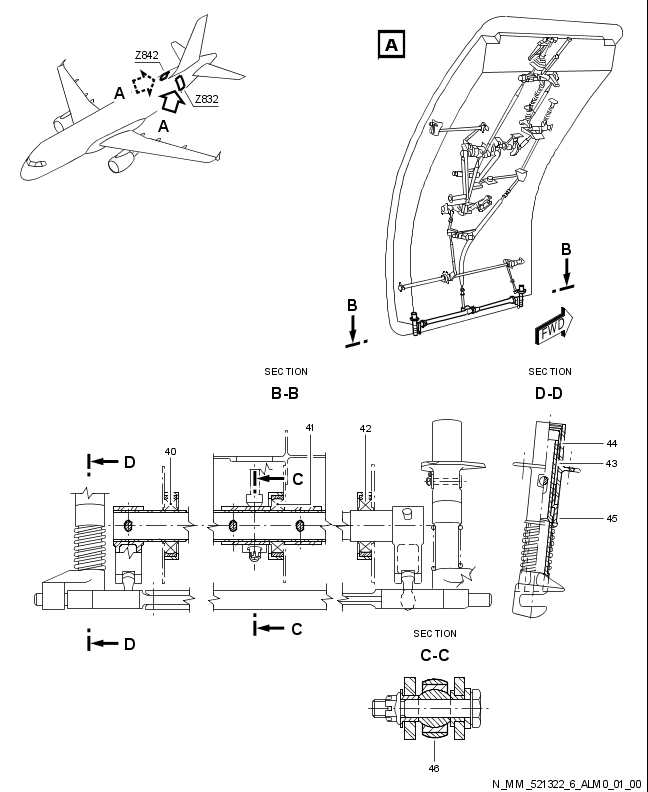 Z842
A
A
Z832
A
B
B
FWD
SECTION
B-B
SECTION
D-D
40
41
42
D
C
44
43
45
D
C
SECTION
C-C
46
N_MM_521322_6_ALM0_01_00